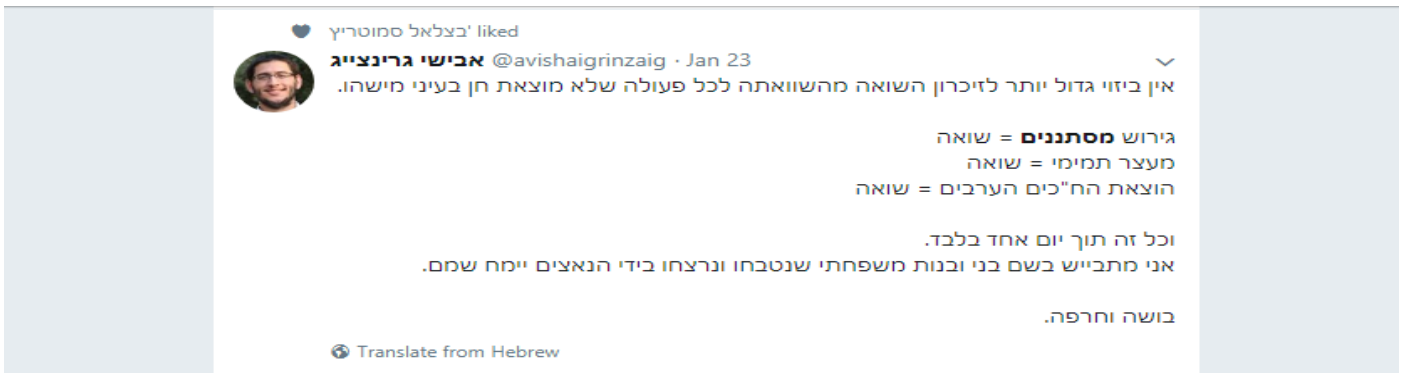 בצלאל סמוטריץ' liked
אבישי גרינצייג @avishaigrinzaig · Jan 23
אין ביזוי גדול יותר לזיכרון השואה מהשוואתה לכל פעולה שלא מוצאת חן בעיני מישהו.
גירוש מסתננים = שואה
מעצר תמימי = שואה
הוצאת הח"כים הערבים = שואה
וכל זה תוך יום אחד בלבד.
אני מתבייש בשם בני ובנות משפחתי שנטבחו ונרצחו בידי הנאצים יימח שמם.
בושה וחרפה.
Translate from Hebrew